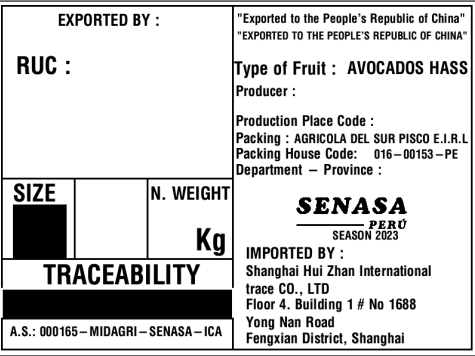 EXPORTED BY :
RUC :
SIZE
N. WEIGHT
Kg
TRACEABILITY
A.S.: 000165–MIDAGRI–SENASA–ICA
"Exported to the People's Republic of China"
"EXPORTED TO THE PEOPLE'S REPUBLIC OF CHINA"
Type of Fruit : AVOCADOS HASS
Producer :
Production Place Code :
Packing : AGRICOLA DEL SUR PISCO E.I.R.L
Packing House Code: 016–00153–PE
Department – Province :
SENASA
PERÚ
SEASON 2023
IMPORTED BY :
Shanghai Hui Zhan International
trace CO., LTD
Floor 4. Building 1 # No 1688
Yong Nan Road
Fengxian District, Shanghai